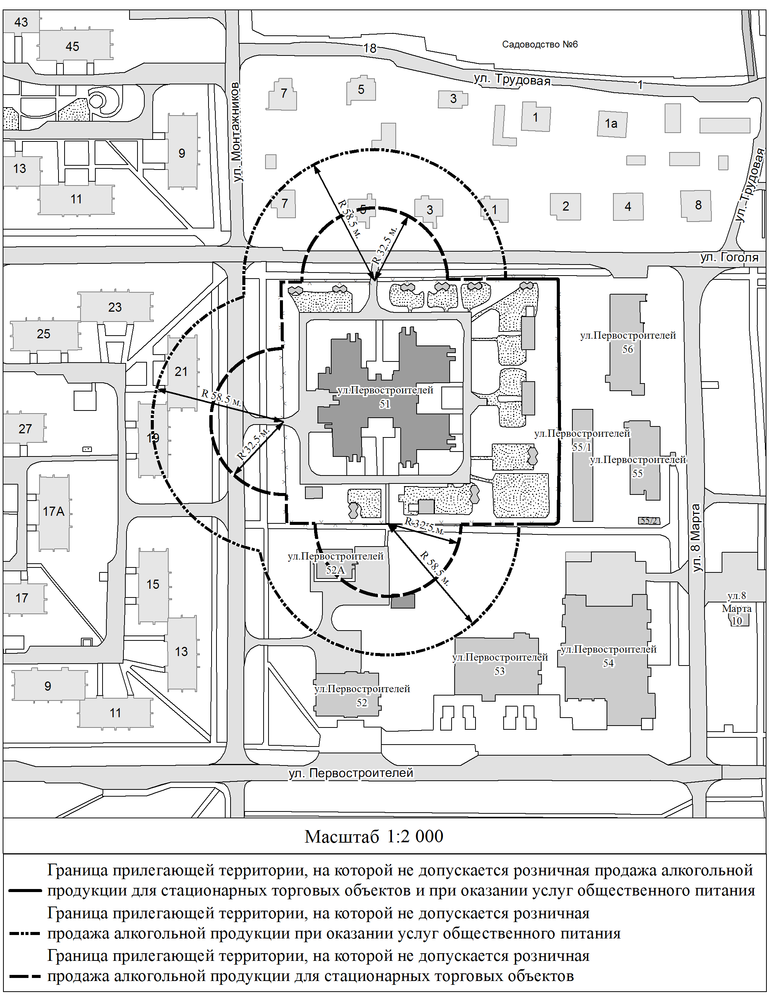 43
45
18
Садоводство №6
ул. Трудовая
1
7
5
3
1
1а
ул. Монтажников
9
13
11
ул. Трудовая
7
5
3
1
2
4
8
R 58.5 м.
R 32.5 м.
ул. Гоголя
23
25
21
ул.Первостроителей
56
ул.Первостроителей
51
R 58.5 м.
27
19
R 32.5 м.
ул.Первостроителей
55/1
ул.Первостроителей
55
17А
55/2
ул. 8 Марта
R 32.5 м.
R 58.5 м.
ул.Первостроителей
52А
15
17
ул.8
Марта
10
13
ул.Первостроителей
53
ул.Первостроителей
54
9
11
ул.Первостроителей
52
ул. Первостроителей
Масштаб 1:2 000
Граница прилегающей территории, на которой не допускается розничная продажа алкогольной
продукции для стационарных торговых объектов и при оказании услуг общественного питания
Граница прилегающей территории, на которой не допускается розничная
продажа алкогольной продукции при оказании услуг общественного питания
Граница прилегающей территории, на которой не допускается розничная
продажа алкогольной продукции для стационарных торговых объектов